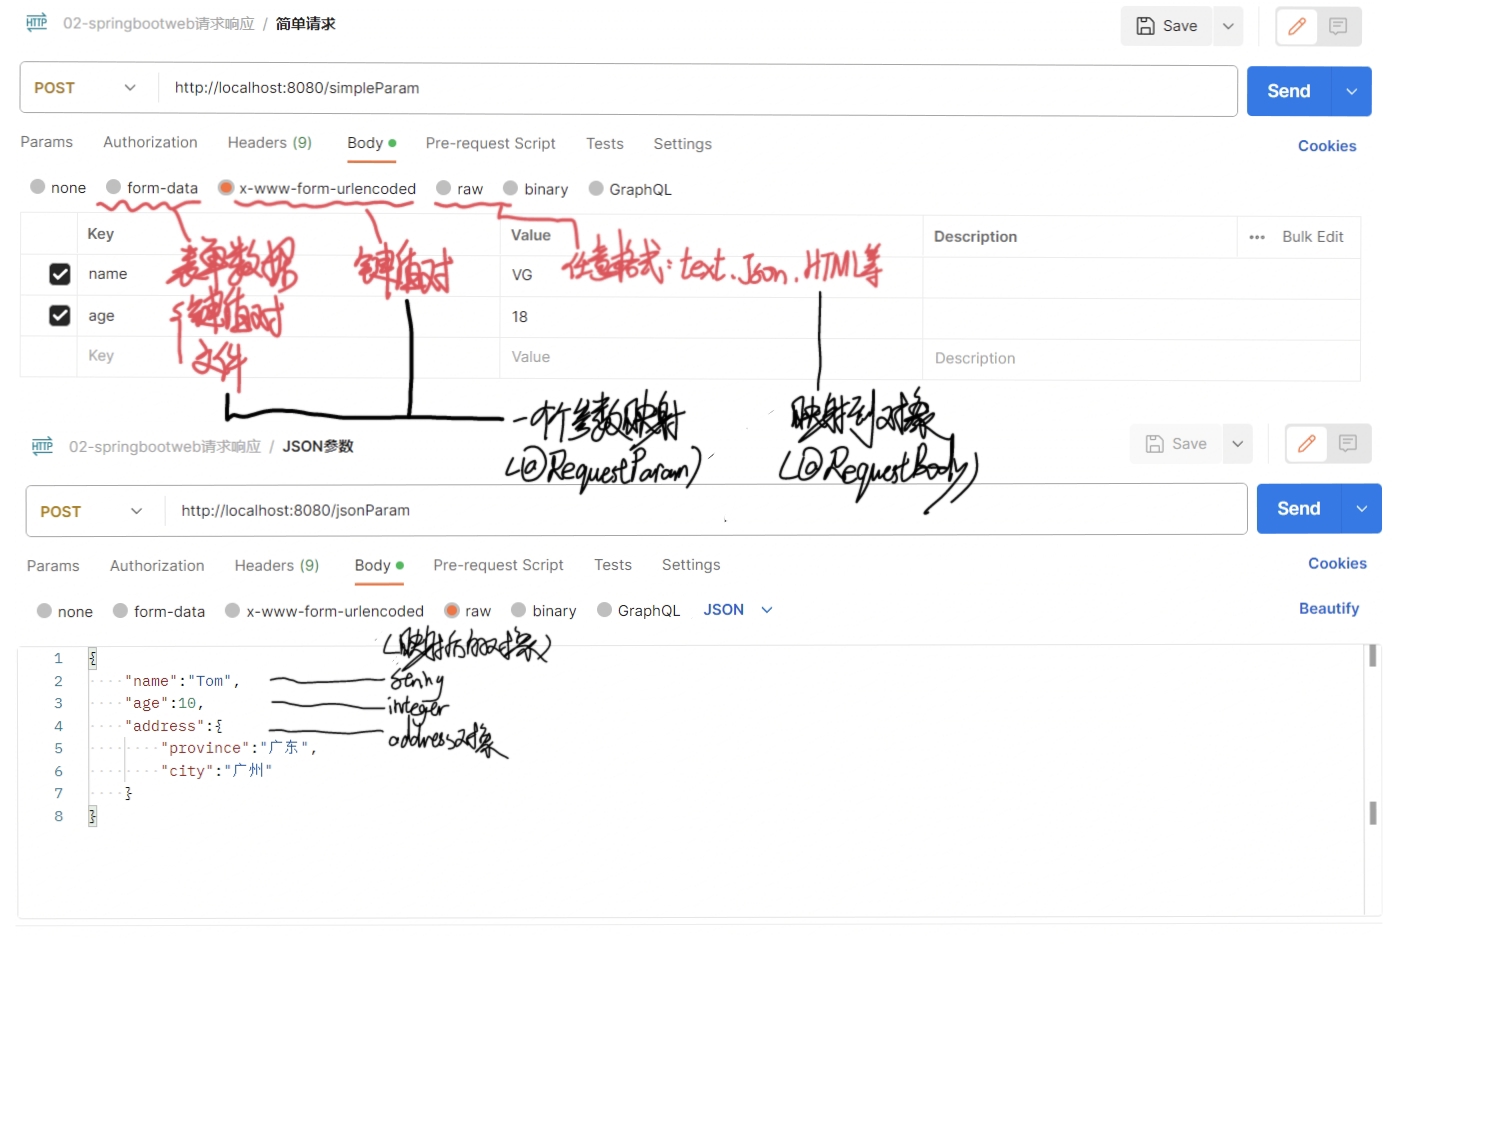 HTTP 02-springbootweb请求响应 / 简单请求 Save
POST http://localhost:8080/simpleParam Send
Params Authorization Headers (9) Body Pre-request Script Tests Settings Cookies
none form-data x-www-form-urlencoded raw binary GraphQL
Key Value Description ••• Bulk Edit
name VG
age 18
Key Value Description
表单数据
键值对
文件
键值对
任意格式：text.Json.HTML等
一个个参数映射
(@RequestParam)
映射到对象
(@RequestBody)
HTTP 02-springbootweb请求响应 / JSON参数 Save
POST http://localhost:8080/jsonParam Send
Params Authorization Headers (9) Body Pre-request Script Tests Settings Cookies
none form-data x-www-form-urlencoded raw binary GraphQL JSON Beautify
(映射后的对象)
1 {
2 "name":"Tom",
3 "age":10, integer
4 "address":{ address对象
5 "province":"广东",
6 "city":"广州"
7 }
8 }